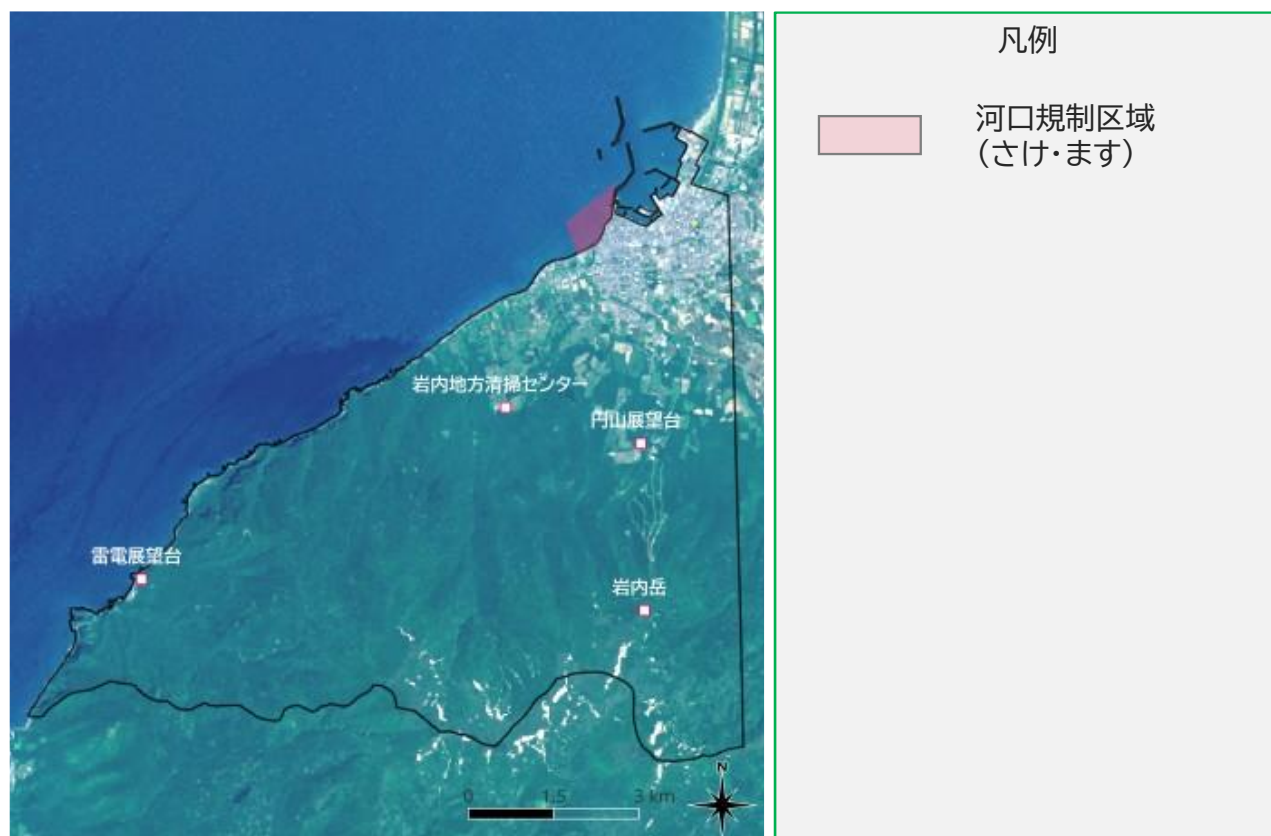 岩内地方清掃センター
円山展望台
雷電展望台
岩内岳
N
0 1.5 3 km
凡例
河口規制区域
(さけ・ます)